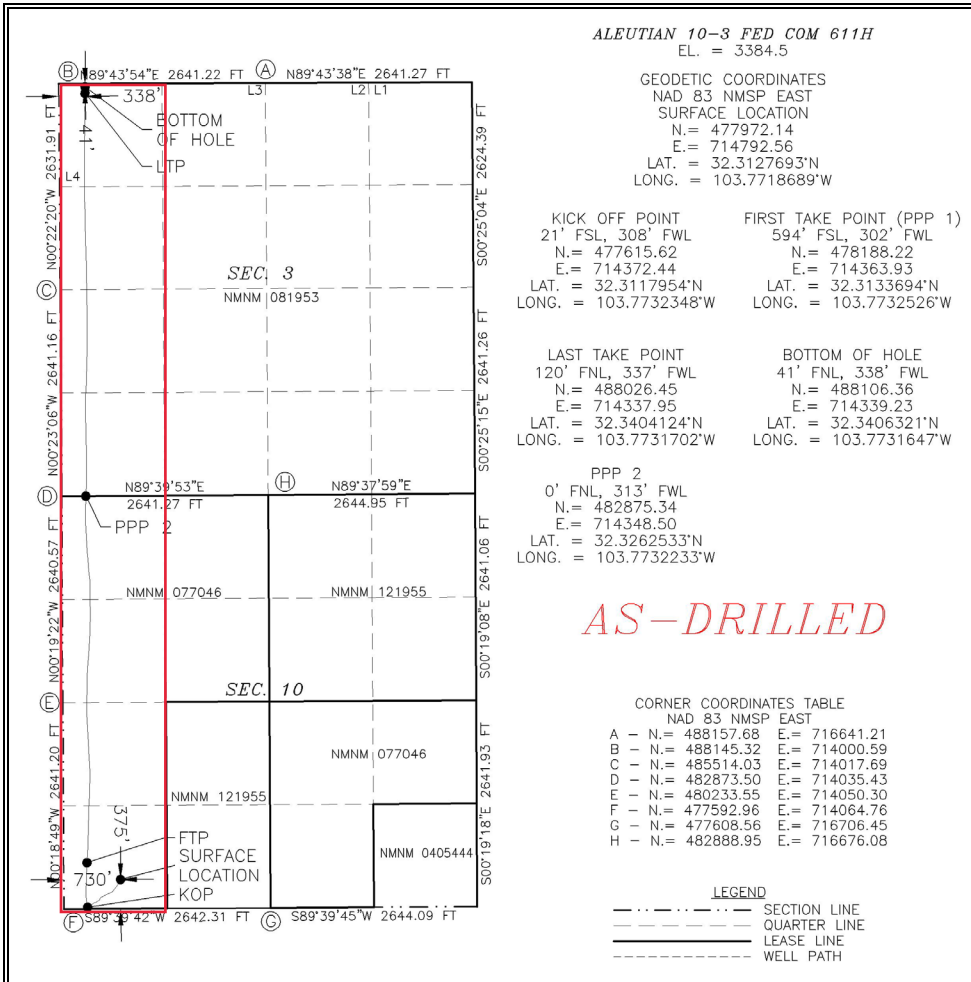 ALEUTIAN 10-3 FED COM 611H
EL. = 3384.5
GEODETIC COORDINATES
NAD 83 NMSP EAST
SURFACE LOCATION
N.= 477972.14
E.= 714792.56
LAT. = 32.3127693°N
LONG. = 103.7718689°W
KICK OFF POINT
21' FSL, 308' FWL
N.= 477615.62
E.= 714372.44
LAT. = 32.3117954°N
LONG. = 103.7732348°W
FIRST TAKE POINT (PPP 1)
594' FSL, 302' FWL
N.= 478188.22
E.= 714363.93
LAT. = 32.3133694°N
LONG. = 103.7732526°W
LAST TAKE POINT
120' FNL, 337' FWL
N.= 488026.45
E.= 714337.95
LAT. = 32.3404124°N
LONG. = 103.7731702°W
BOTTOM OF HOLE
41' FNL, 338' FWL
N.= 488106.36
E.= 714339.23
LAT. = 32.3406321°N
LONG. = 103.7731647°W
PPP 2
0' FNL, 313' FWL
N.= 482875.34
E.= 714348.50
LAT. = 32.3262533°N
LONG. = 103.7732233°W
AS-DRILLED
CORNER COORDINATES TABLE
NAD 83 NMSP EAST
A - N.= 488157.68 E.= 716641.21
B - N.= 488145.32 E.= 714000.59
C - N.= 485514.03 E.= 714017.69
D - N.= 482873.50 E.= 714035.43
E - N.= 480233.55 E.= 714050.30
F - N.= 477592.96 E.= 714064.76
G - N.= 477608.56 E.= 716706.45
H - N.= 482888.95 E.= 716676.08
LEGEND
SECTION LINE
QUARTER LINE
LEASE LINE
WELL PATH
B
N89°43'54"E 2641.22 FT
A
N89°43'38"E 2641.27 FT
L3
L2
L1
338'
41'
BOTTOM
OF HOLE
LTP
L4
N00°22'20"W 2631.91 FT
S00°25'04"E 2624.39 FT
SEC. 3
NMNM 081953
C
N00°23'06"W 2641.16 FT
S00°25'15"E 2641.26 FT
D
N89°39'53"E
2641.27 FT
H
N89°37'59"E
2644.95 FT
PPP 2
N00°19'22"W 2640.57 FT
S00°19'08"E 2641.06 FT
NMNM 077046
NMNM 121955
SEC. 10
E
NMNM 077046
NMNM 121955
N00°18'49"W 2641.20 FT
S00°19'18"E 2641.93 FT
375'
NMNM 0405444
FTP
SURFACE
LOCATION
730'
KOP
F
S89°39'42"W 2642.31 FT
G
S89°39'45"W 2644.09 FT